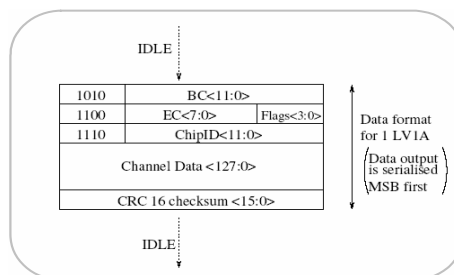 IDLE
1010 BC<11:0>
1100 EC<7:0> Flags<3:0>
1110 ChipID<11:0>
Channel Data <127:0>
CRC 16 checksum <15:0>
IDLE
Data format
for 1 LV1A
Data output
is serialised
MSB first